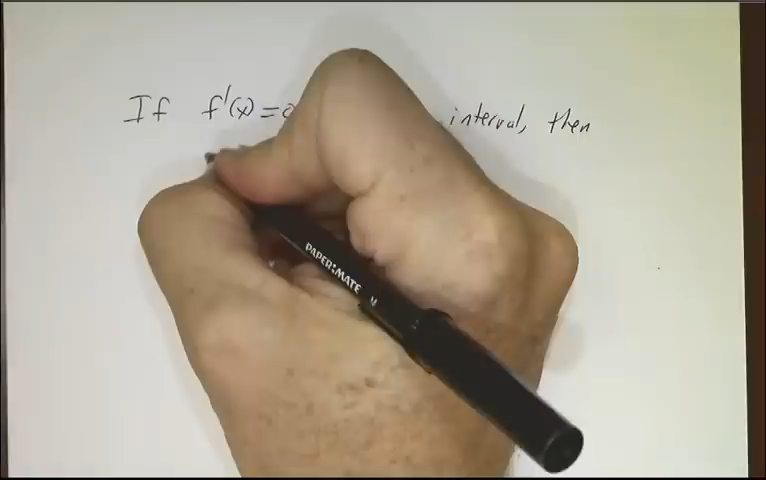 If f'(x) = interval, then
PAPER:MATE